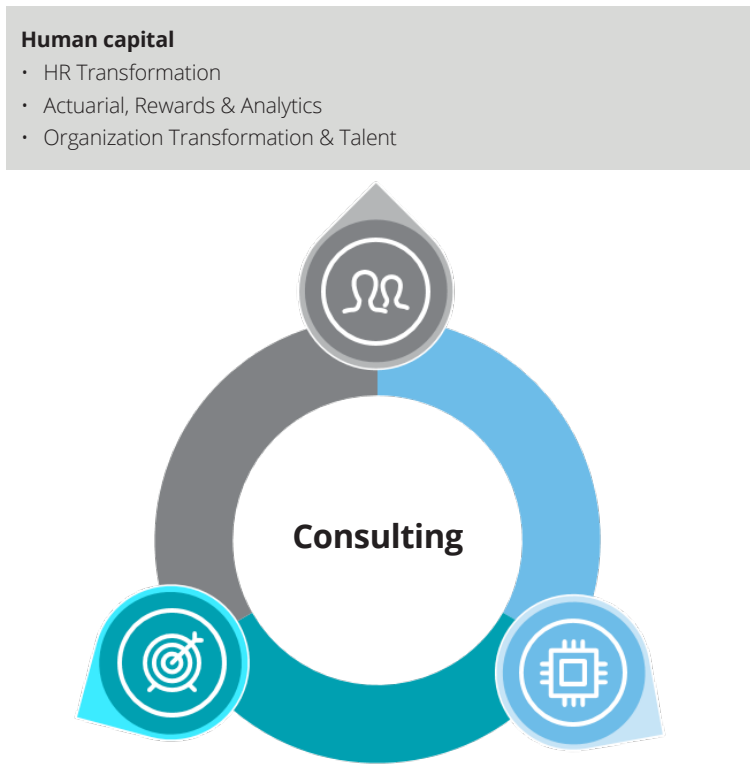 Human capital
• HR Transformation
• Actuarial, Rewards & Analytics
• Organization Transformation & Talent
Consulting